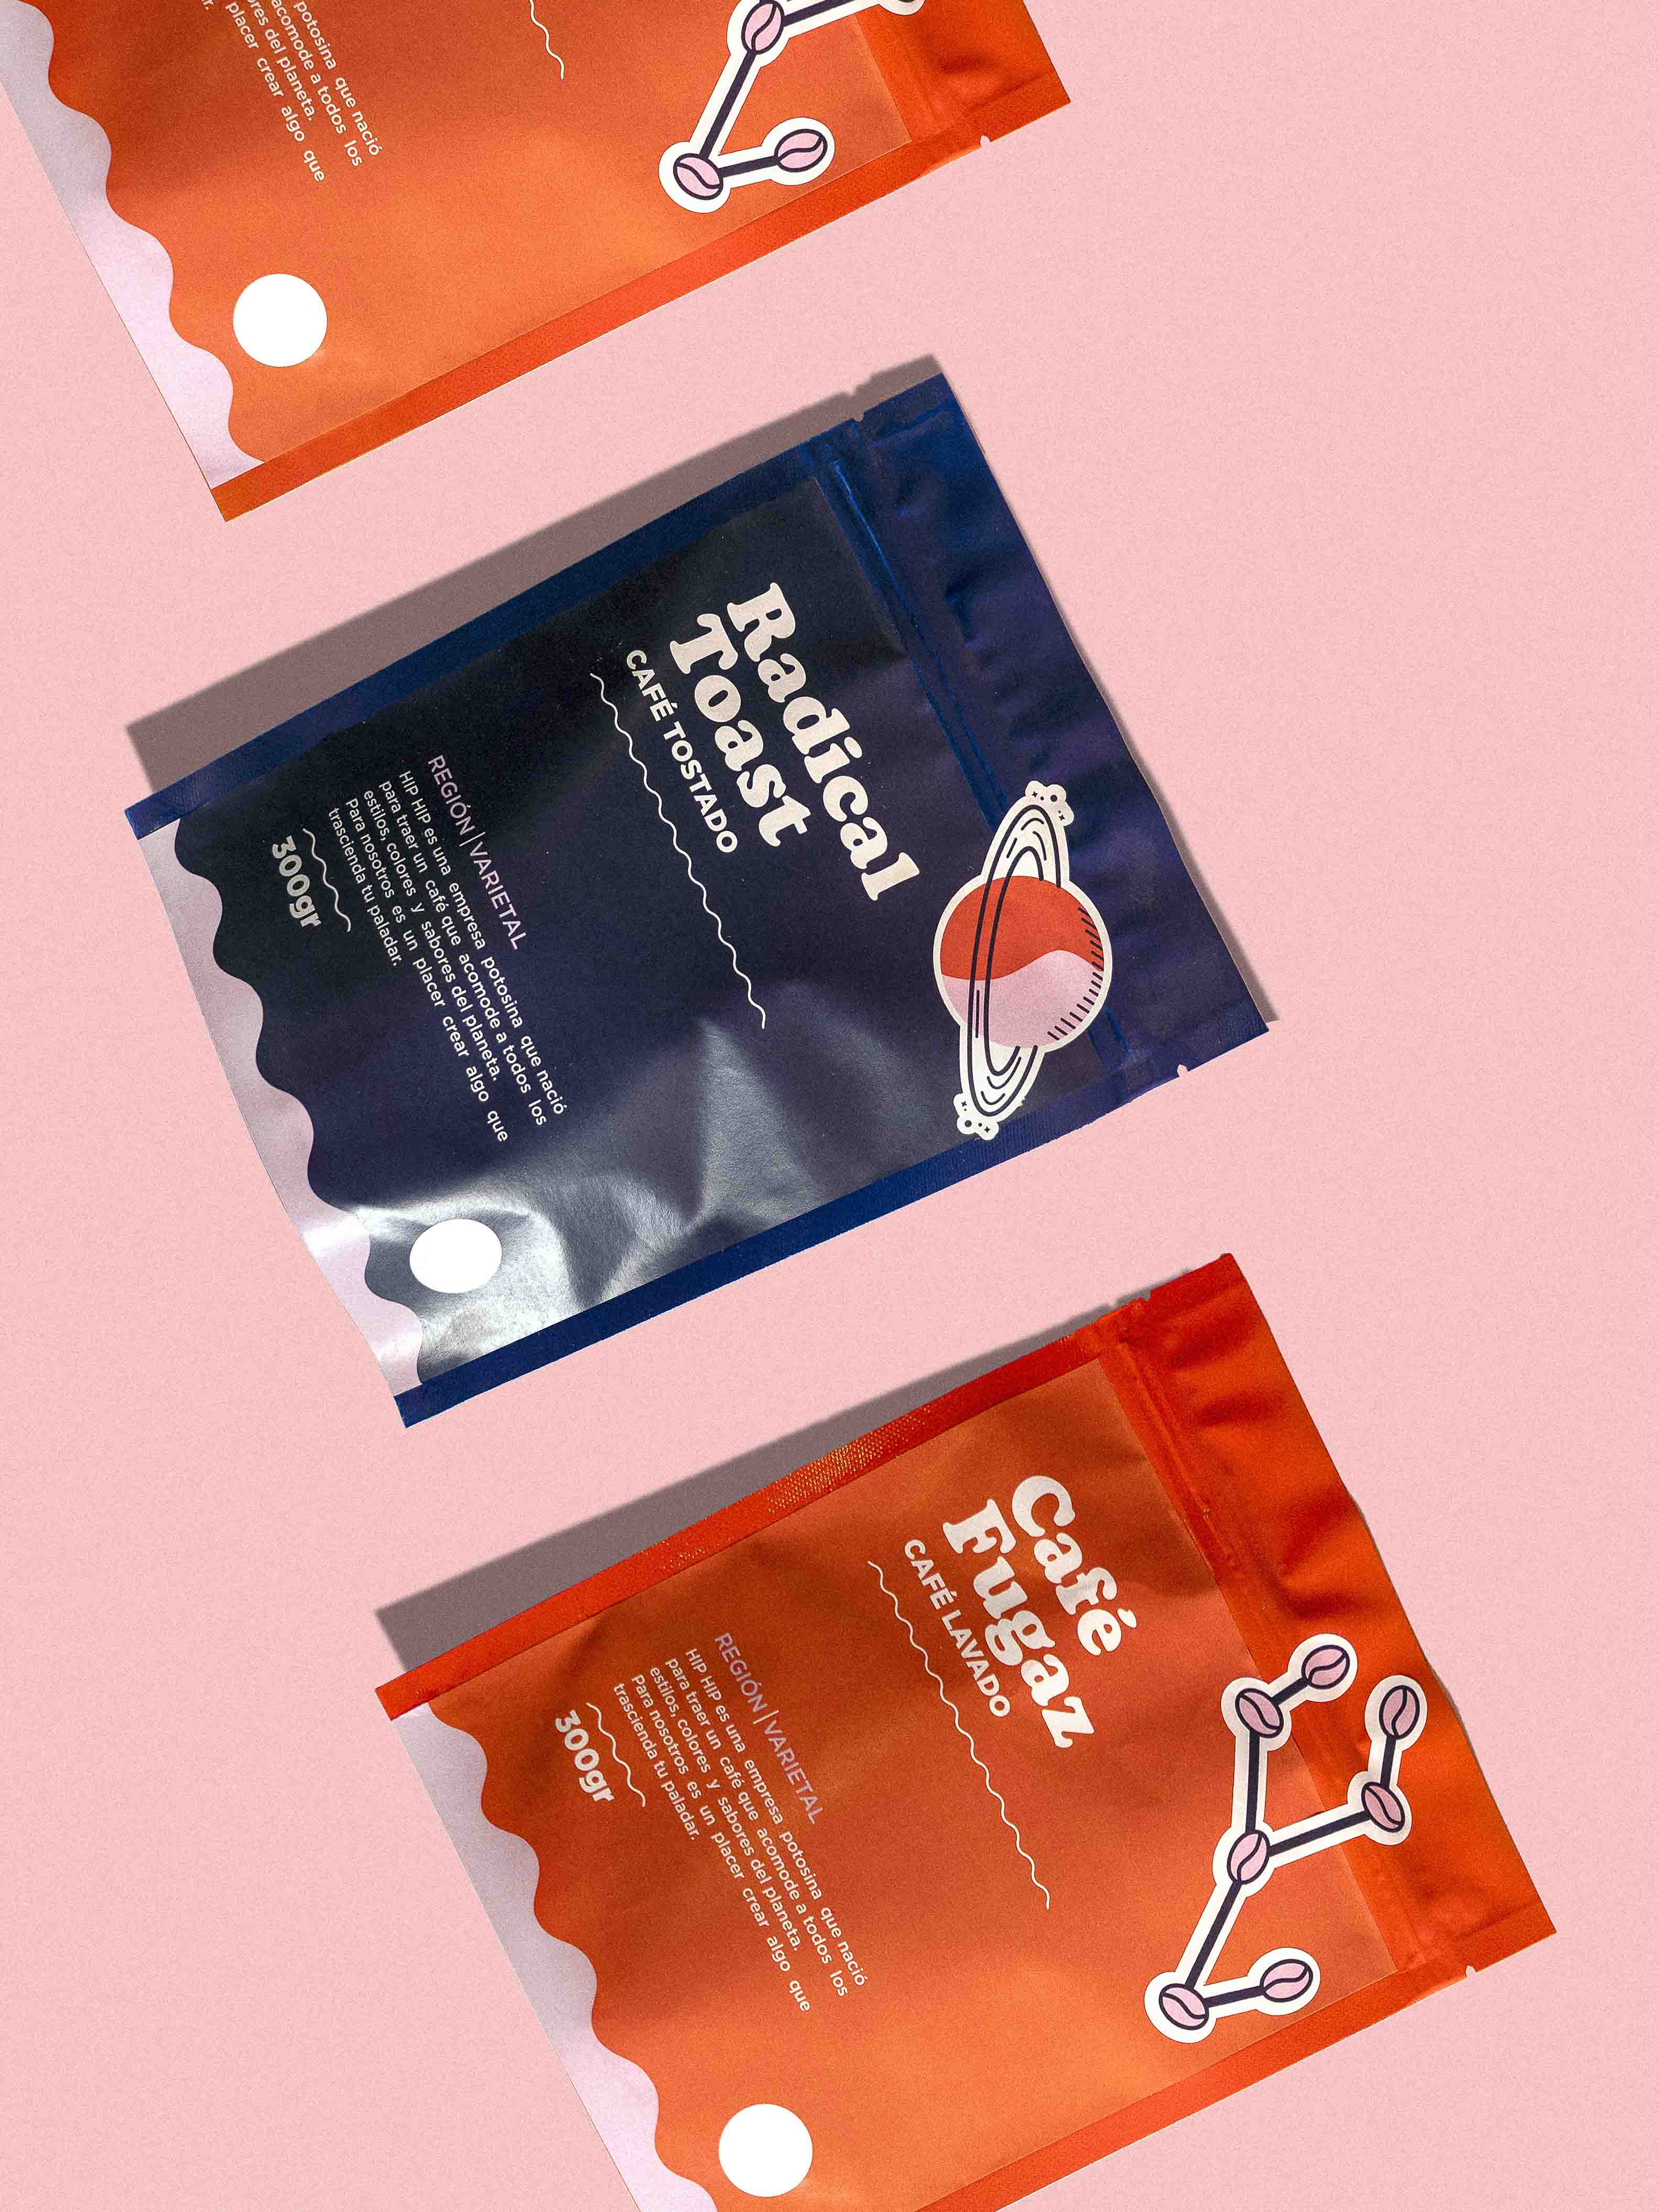 potosina que nació
acomode a todos los
res del planeta.
placer crear algo que
r.
Radical
Toast
CAFÉ TOSTADO
REGIÓN|VARIETAL
HIP HIP es una empresa potosina que nació
para traer un café que acomode a todos los
estilos, colores y sabores del planeta.
Para nosotros es un placer crear algo que
trascienda tu paladar.
300gr
Café
Fugaz
CAFÉ LAVADO
REGIÓN|VARIETAL
HIP HIP es una empresa potosina que nació
para traer un café que acomode a todos los
estilos, colores y sabores del planeta.
Para nosotros es un placer crear algo que
trascienda tu paladar.
300gr